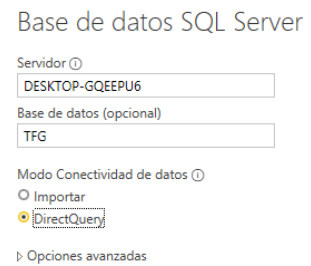 Base de datos SQL Server
Servidor
DESKTOP-GQEEPU6
Base de datos (opcional)
TFG
Modo Conectividad de datos
Importar
DirectQuery
Opciones avanzadas